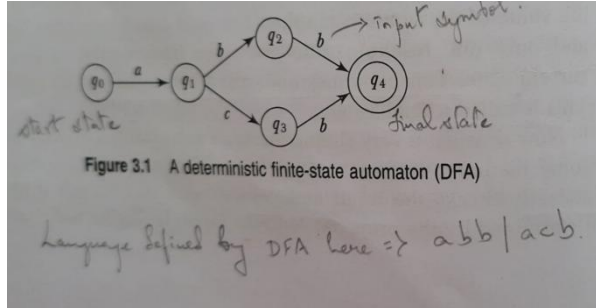 b → input symbol.
q2
b
a
b
q0
q1
q4
c
q3
b
start state
final state
Figure 3.1 A deterministic finite-state automaton (DFA)
Language defined by DFA here => abb/acb.